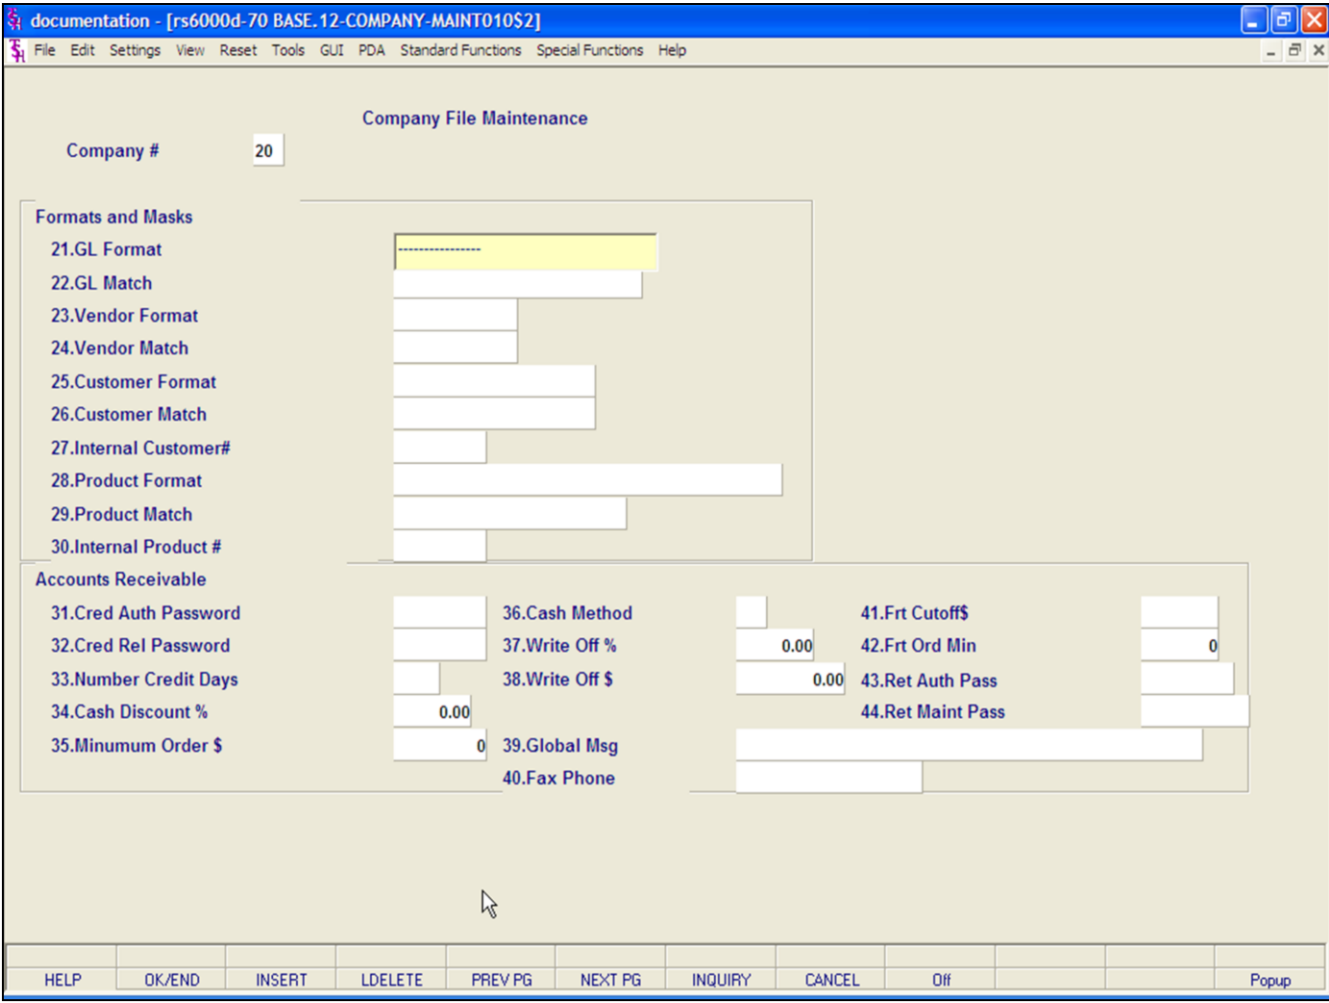 documentation - [rs6000d-70 BASE.12-COMPANY-MAINT010$2]
File Edit Settings View Reset Tools GUI PDA Standard Functions Special Functions Help
Company File Maintenance
Company # 20
Formats and Masks
21.GL Format ----------------
22.GL Match
23.Vendor Format
24.Vendor Match
25.Customer Format
26.Customer Match
27.Internal Customer#
28.Product Format
29.Product Match
30.Internal Product #
Accounts Receivable
31.Cred Auth Password 36.Cash Method 41.Frt Cutoff$
32.Cred Rel Password 37.Write Off % 0.00 42.Frt Ord Min 0
33.Number Credit Days 38.Write Off $ 0.00 43.Ret Auth Pass
34.Cash Discount % 0.00 44.Ret Maint Pass
35.Minumum Order $ 0 39.Global Msg
40.Fax Phone
HELP OK/END INSERT LDELETE PREV PG NEXT PG INQUIRY CANCEL Off Popup